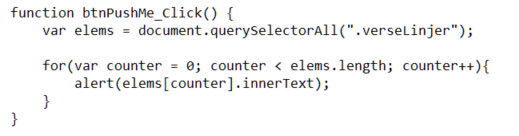 function btnPushMe_Click() {
    var elems = document.querySelectorAll(".verseLinjer");

    for(var counter = 0; counter < elems.length; counter++){
        alert(elems[counter].innerText);
    }
}